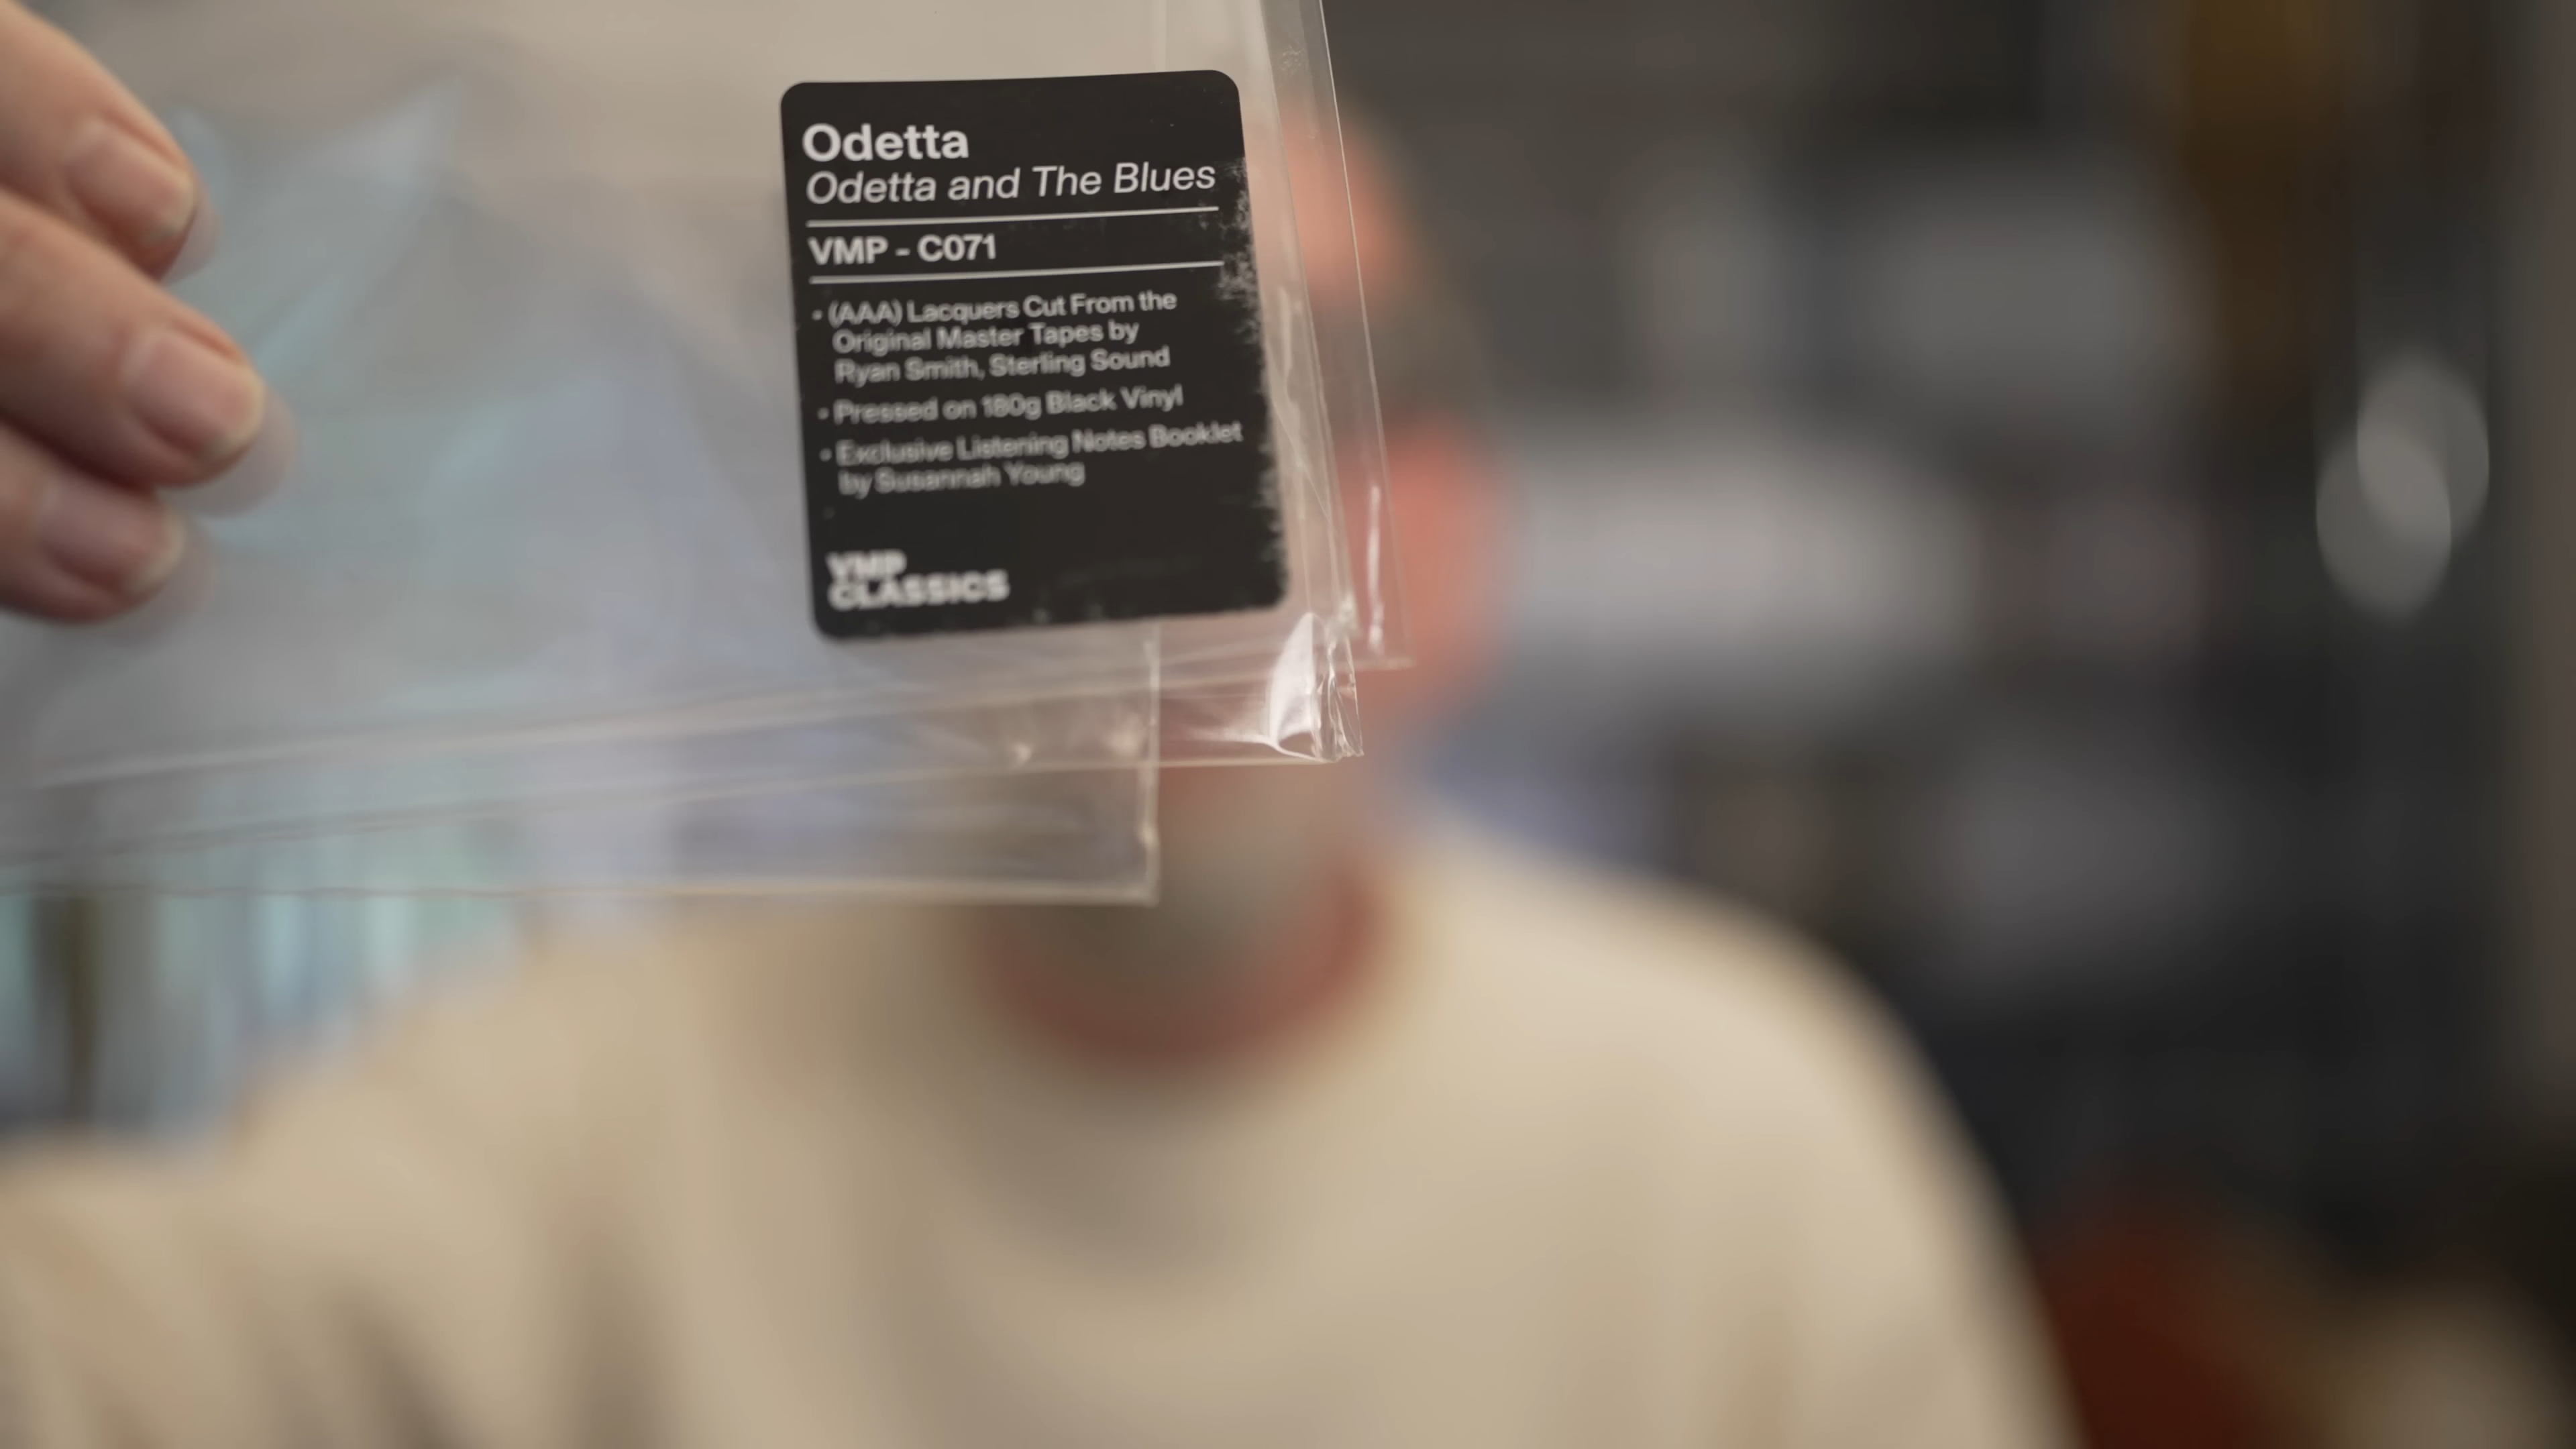 Odetta
Odetta and The Blues
VMP - C071
• (AAA) Lacquers Cut From the
Original Master Tapes by
Ryan Smith, Sterling Sound
• Pressed on 180g Black Vinyl
• Exclusive Listening Notes Booklet
by Susannah Young
VMP
CLASSICS